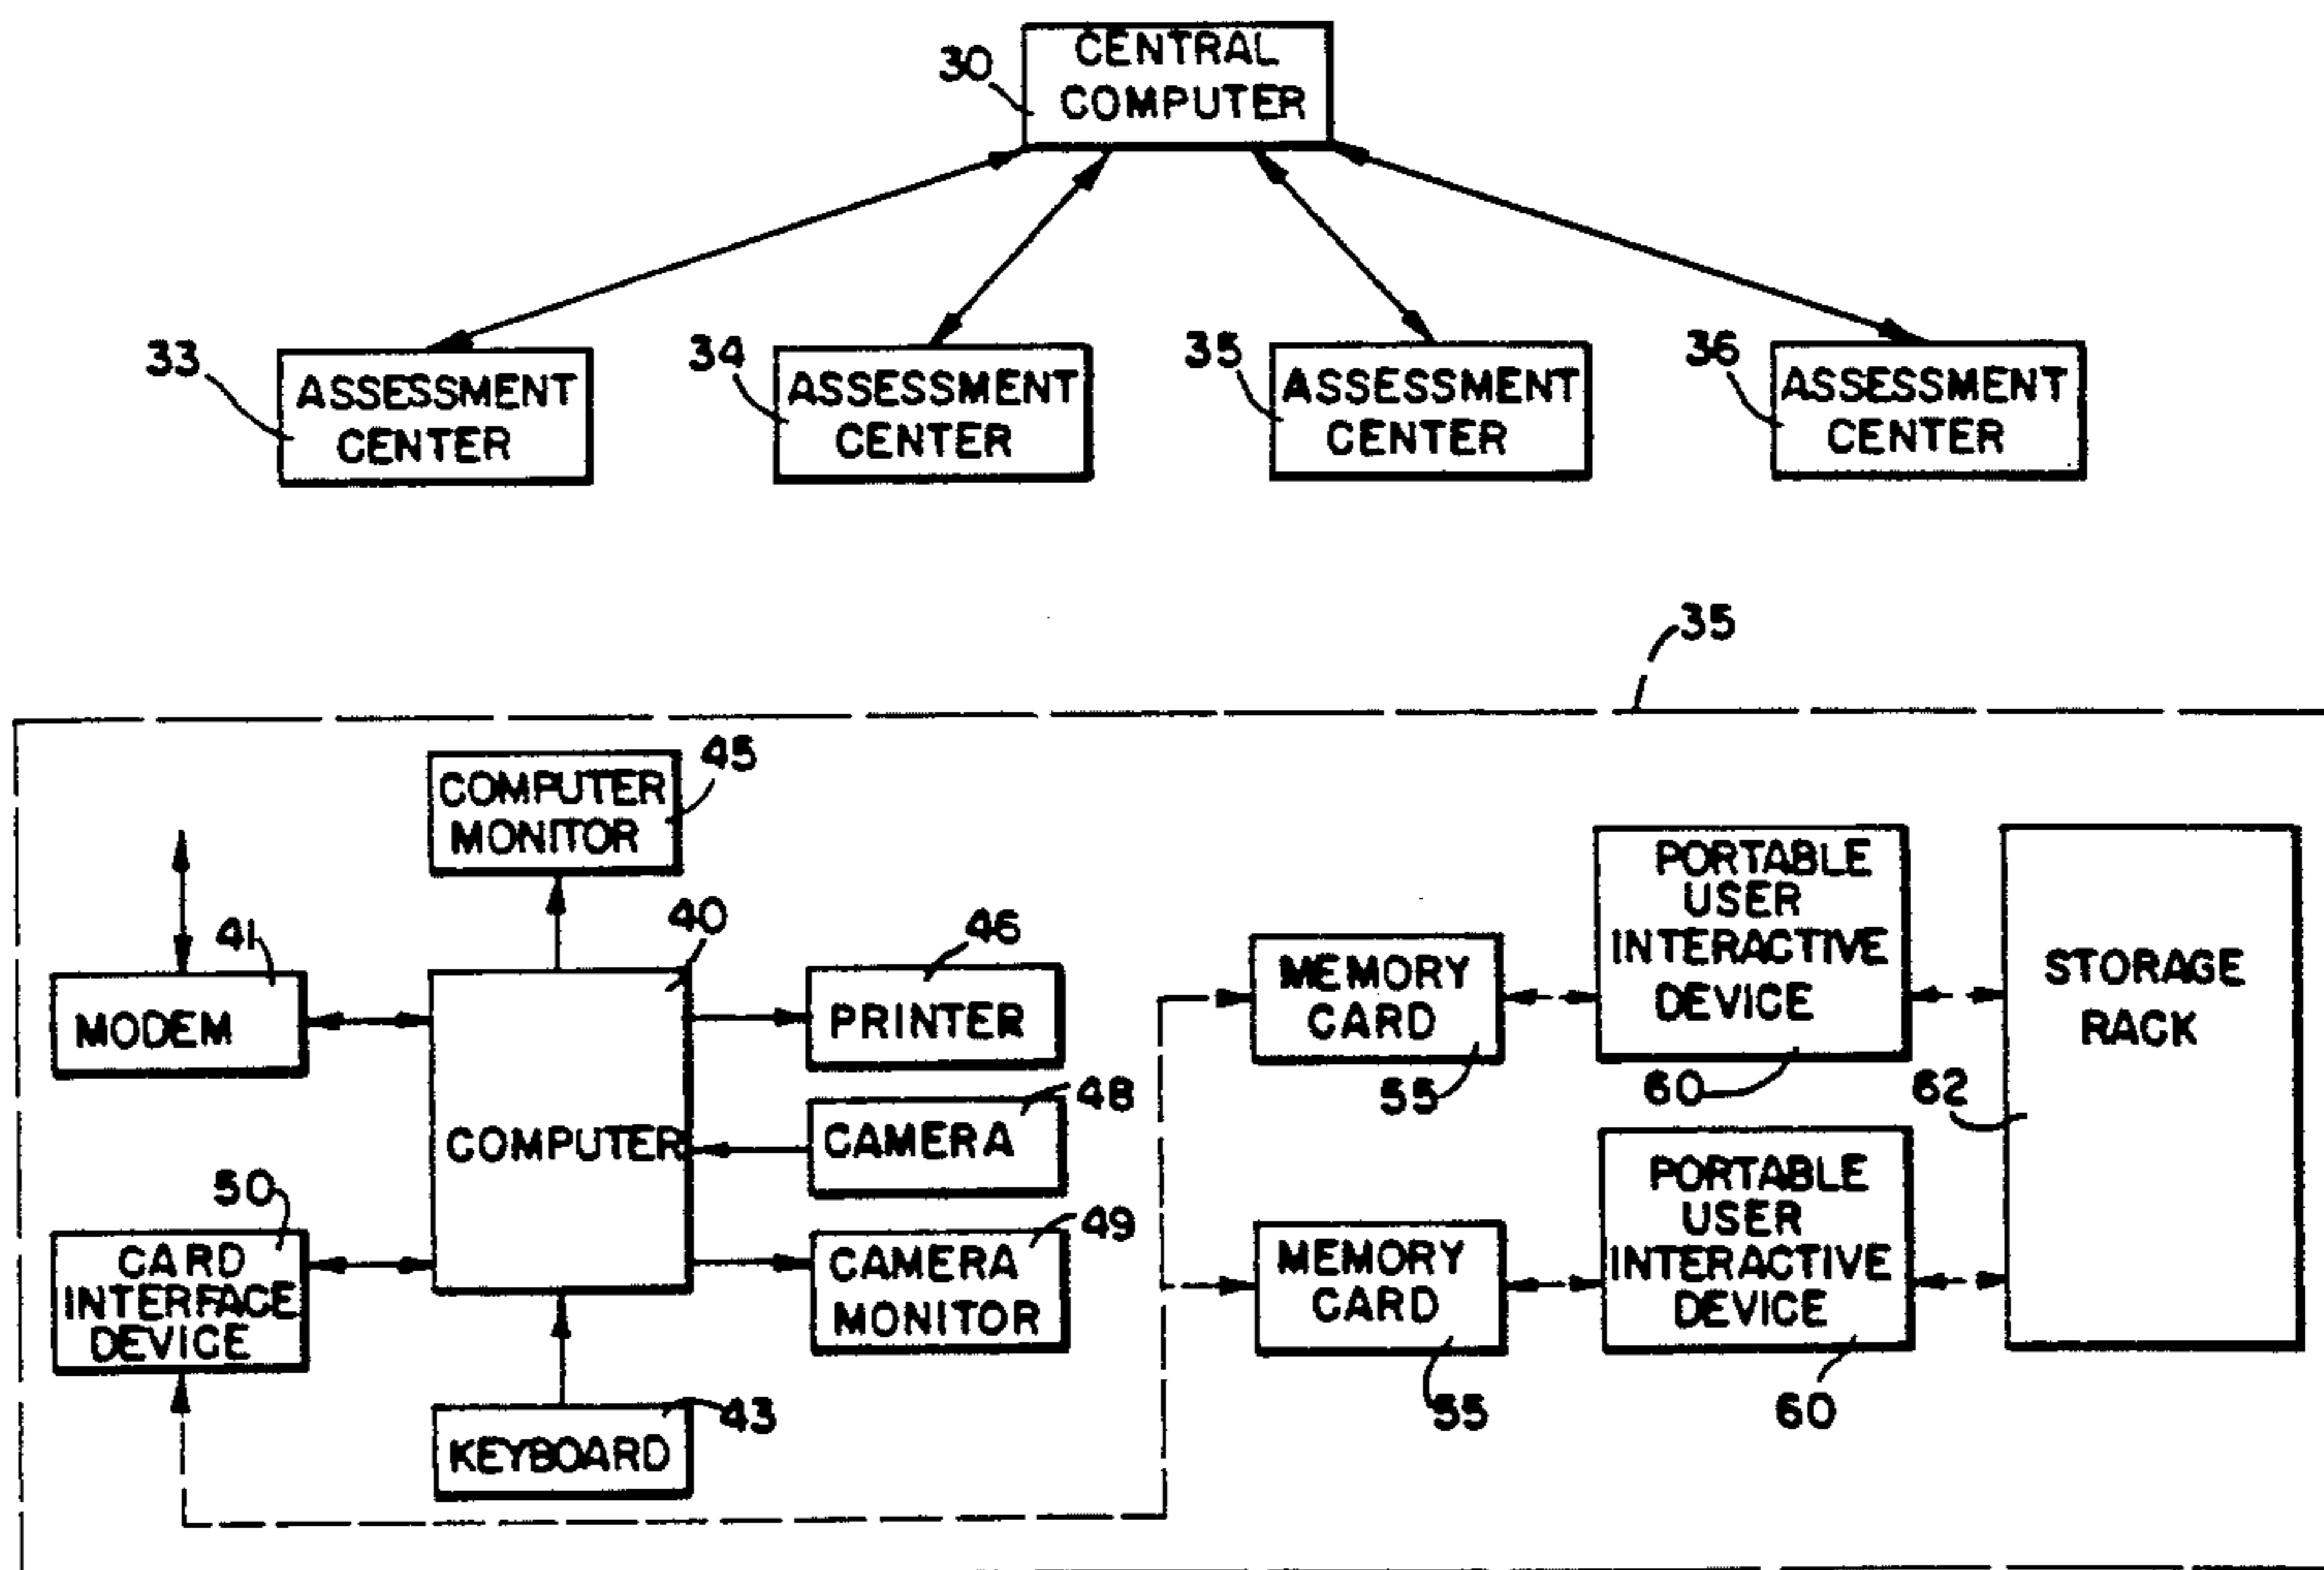 30
CENTRAL
COMPUTER
33
ASSESSMENT
CENTER
34
ASSESSMENT
CENTER
35
ASSESSMENT
CENTER
36
ASSESSMENT
CENTER
35
COMPUTER
MONITOR
45
41
MODEM
40
COMPUTER
46
PRINTER
48
CAMERA
49
CAMERA
MONITOR
50
CARD
INTERFACE
DEVICE
43
KEYBOARD
MEMORY
CARD
55
PORTABLE
USER
INTERACTIVE
DEVICE
60
62
STORAGE
RACK
MEMORY
CARD
55
PORTABLE
USER
INTERACTIVE
DEVICE
60